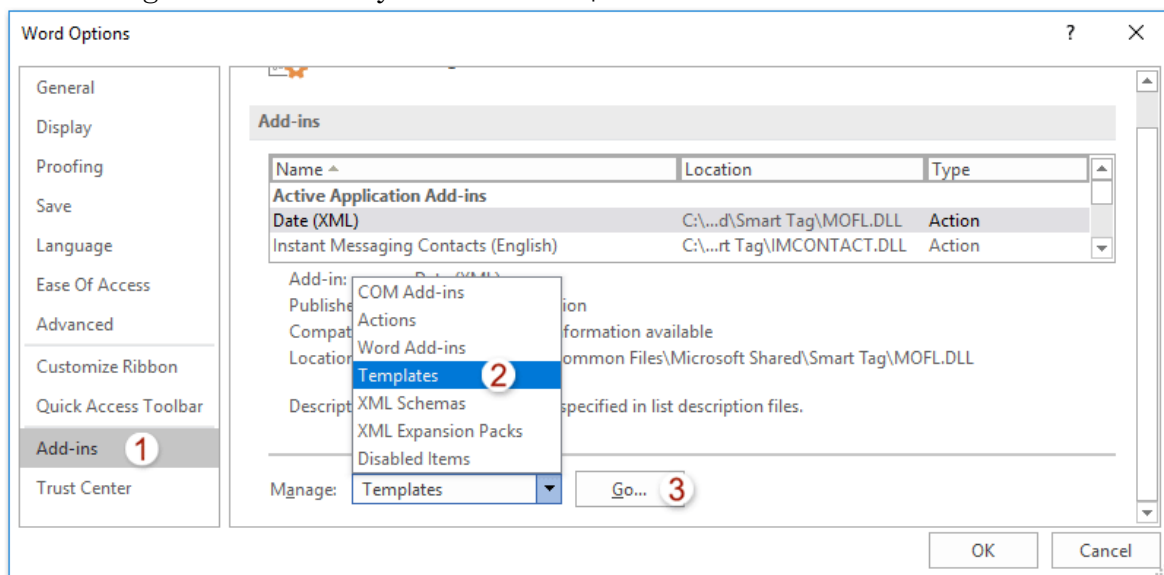 Word Options ? ×
General
Display
Proofing
Save
Language
Ease Of Access
Advanced
Customize Ribbon
Quick Access Toolbar
Add-ins 1
Trust Center
Add-ins
Name Location Type
Active Application Add-ins
Date (XML) C:\...d\Smart Tag\MOFL.DLL Action
Instant Messaging Contacts (English) C:\...rt Tag\IMCONTACT.DLL Action
Add-in:
Publishe ion
Compat formation available
Location ommon Files\Microsoft Shared\Smart Tag\MOFL.DLL
Descript specified in list description files.
COM Add-ins
Actions
Word Add-ins
Templates 2
XML Schemas
XML Expansion Packs
Disabled Items
Manage: Templates Go... 3
OK Cancel